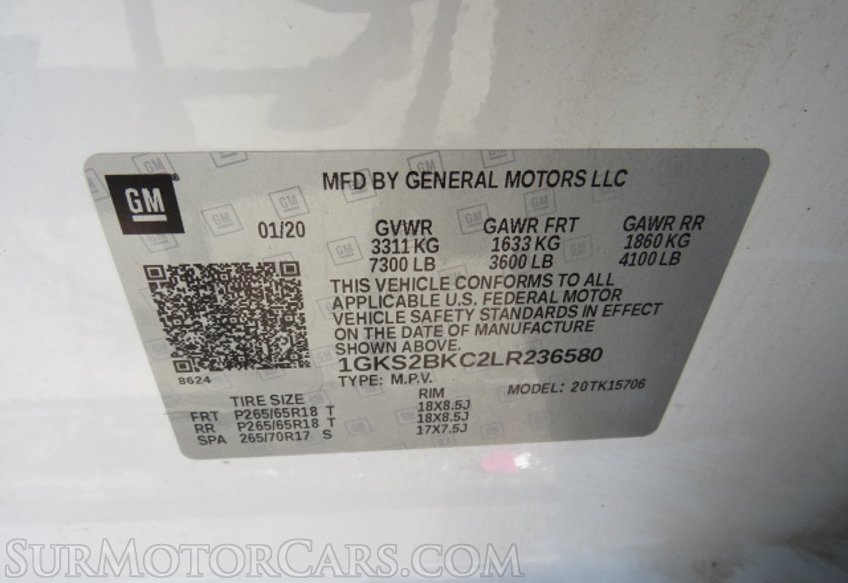 GM
MFD BY GENERAL MOTORS LLC
01/20 GVWR GAWR FRT GAWR RR
3311 KG 1633 KG 1860 KG
7300 LB 3600 LB 4100 LB
THIS VEHICLE CONFORMS TO ALL
APPLICABLE U.S. FEDERAL MOTOR
VEHICLE SAFETY STANDARDS IN EFFECT
ON THE DATE OF MANUFACTURE
SHOWN ABOVE.
1GKS2BKC2LR236580
8624
TYPE: M.P.V. MODEL: 20TK15706
TIRE SIZE RIM
FRT P265/65R18 T 18X8.5J
RR P265/65R18 T 18X8.5J
SPA 265/70R17 S 17X7.5J
SurMotorCars.com